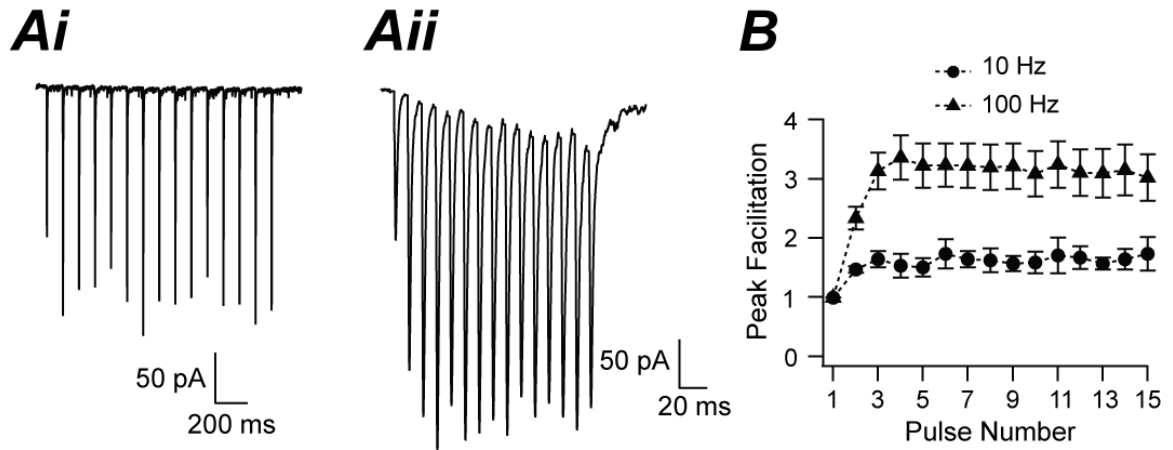 Ai
Aii
B
50 pA
200 ms
50 pA
20 ms
10 Hz
100 Hz
Peak Facilitation
4
3
2
1
0
1 3 5 7 9 11 13 15
Pulse Number